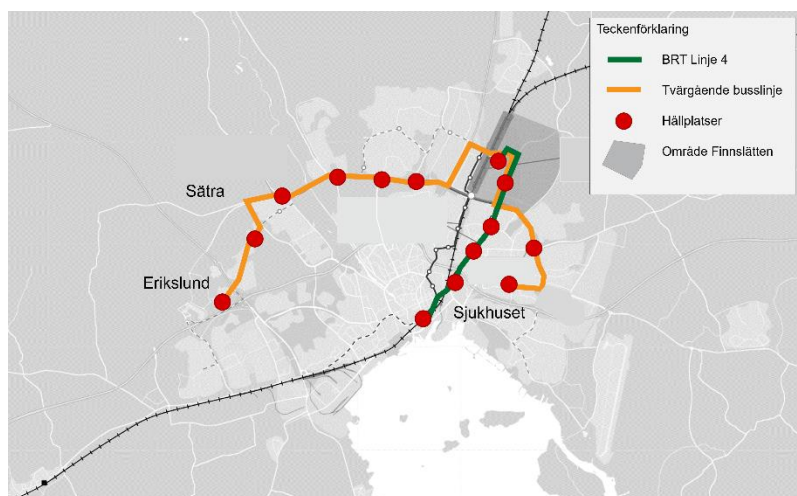 Teckenförklaring
BRT Linje 4
Tvärgående busslinje
Hållplatser
Område Finnslätten
Sätra
Erikslund
Sjukhuset